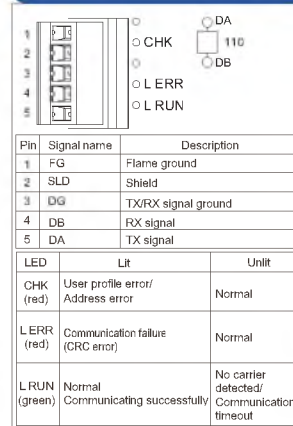 DA
1
CHK
110
2
DB
3
L ERR
4
L RUN
5
Pin Signal name Description
1 FG Flame ground
2 SLD Shield
3 DG TX/RX signal ground
4 DB RX signal
5 DA TX signal
LED Lit Unlit
CHK (red) User profile error/ Address error Normal
L ERR (red) Communication failure (CRC error) Normal
L RUN (green) Normal Communicating successfully No carrier detected/ Communication timeout